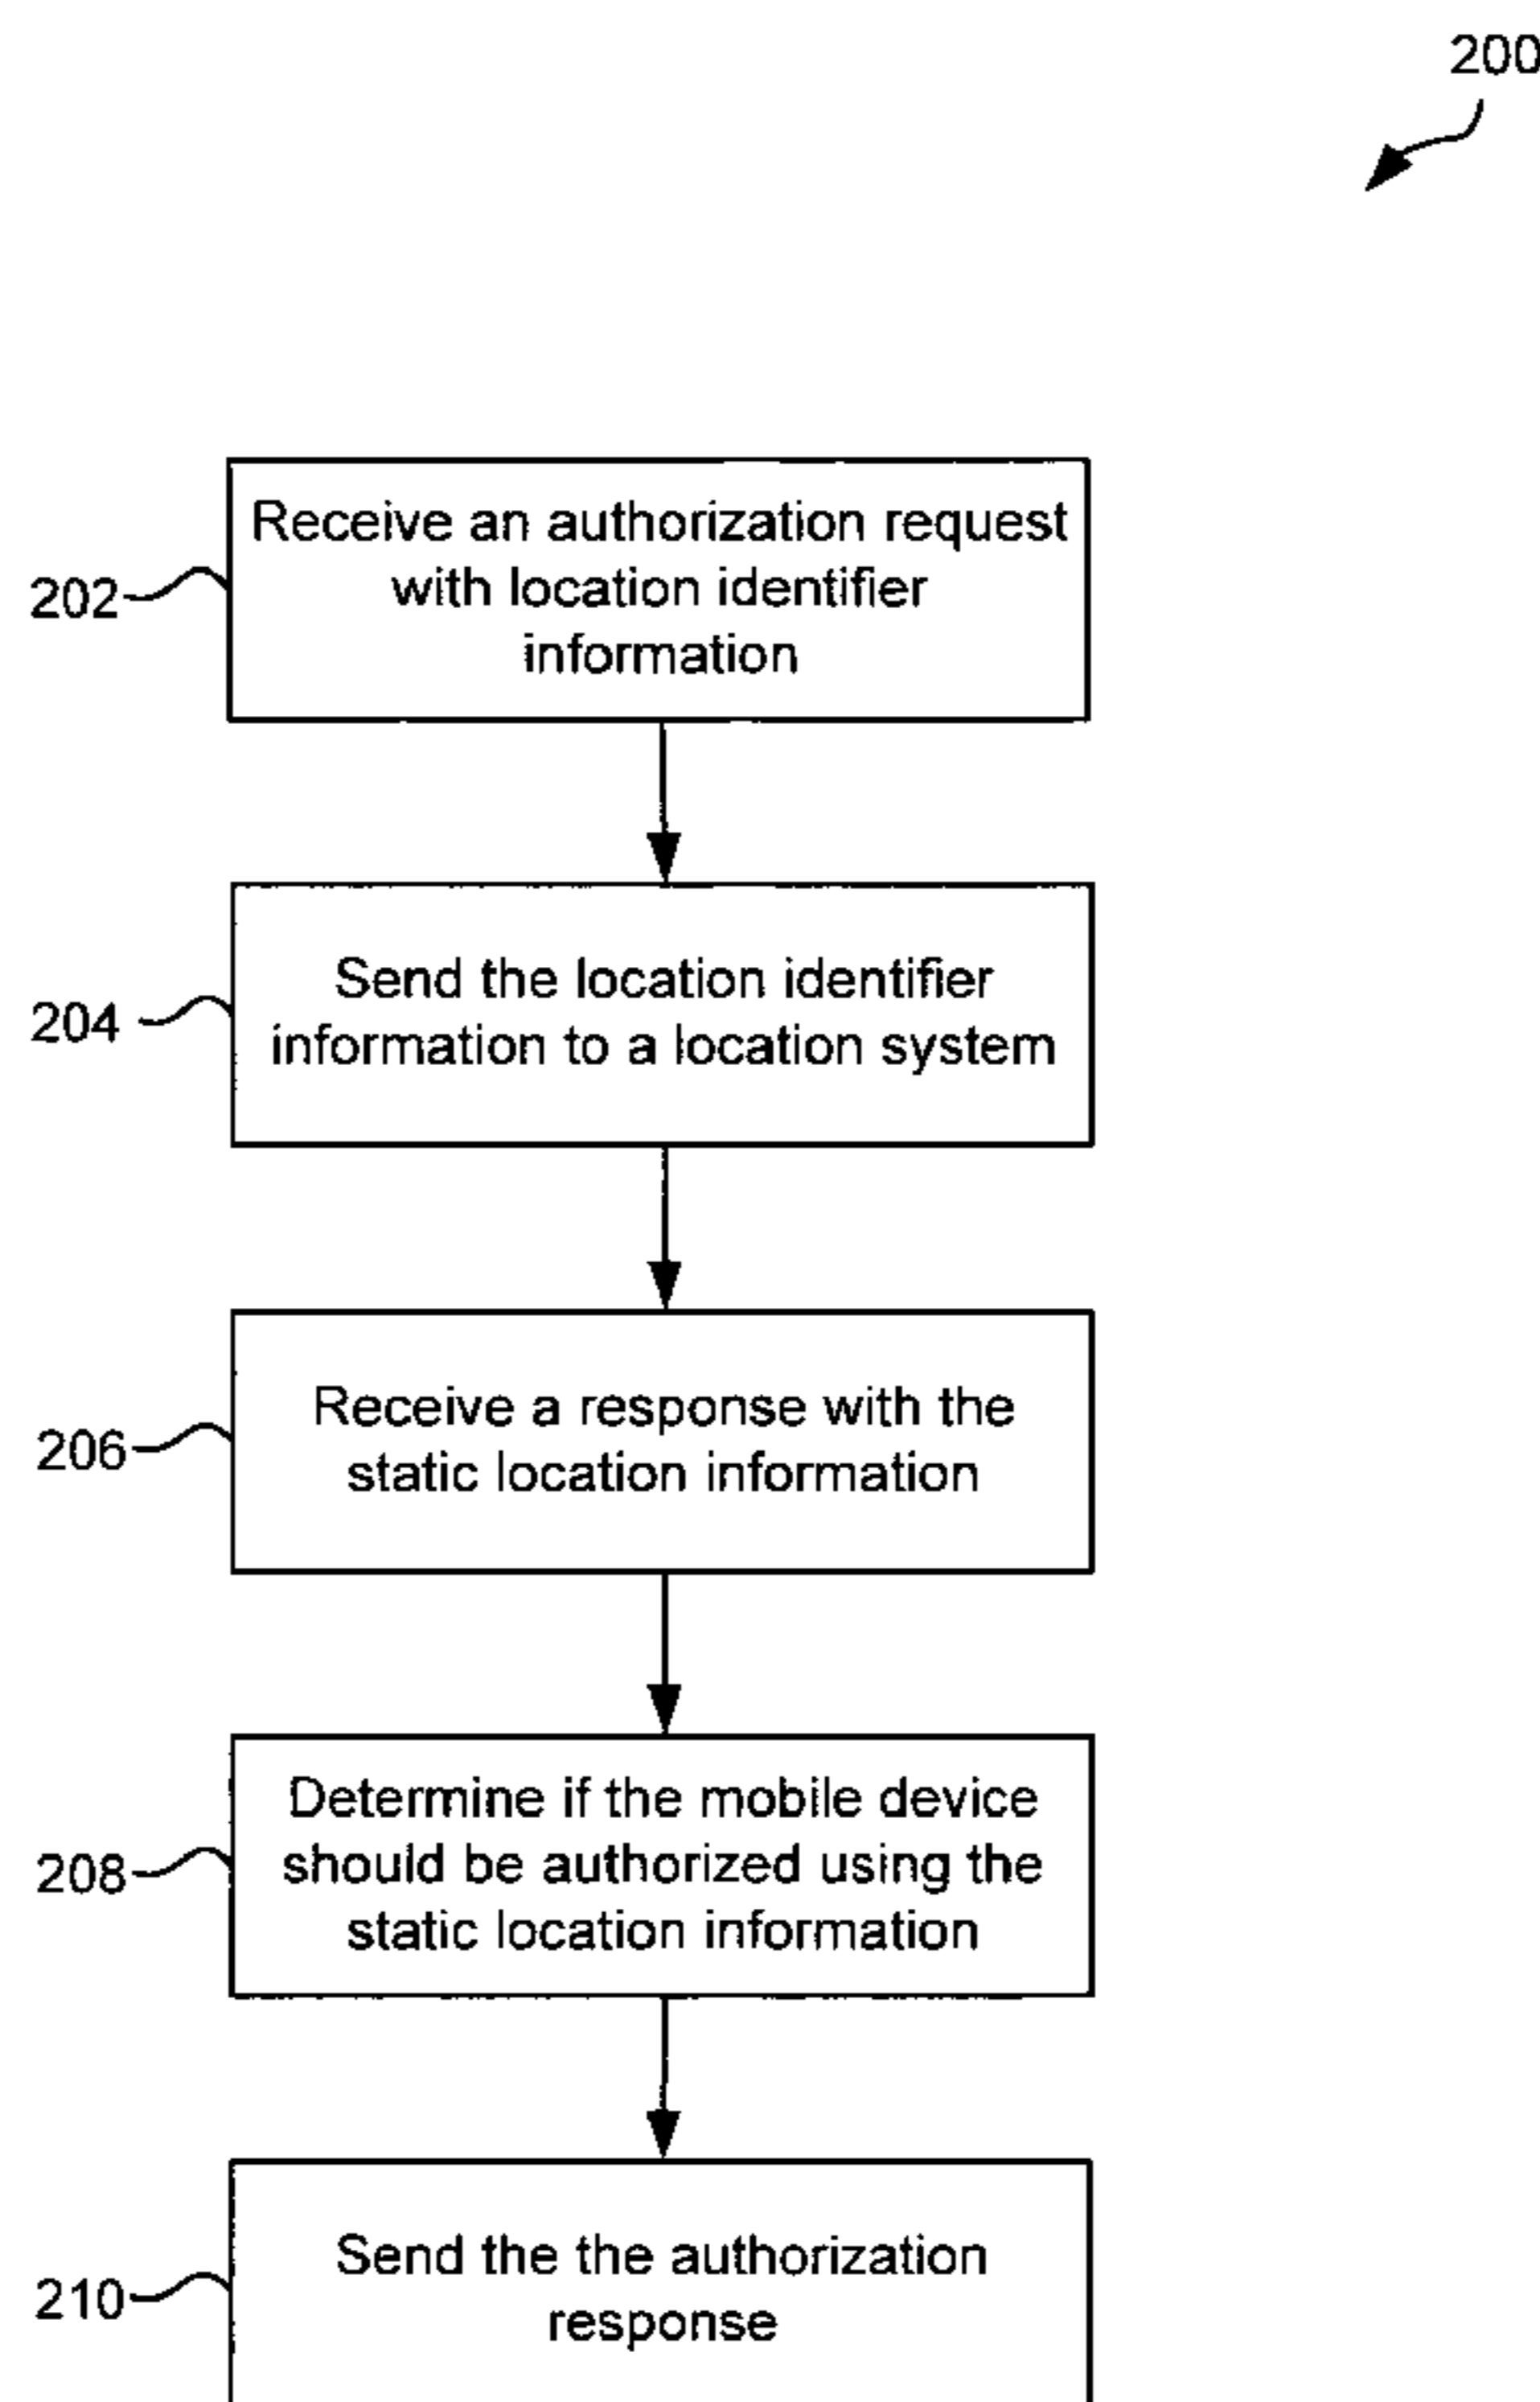 200
Receive an authorization request
with location identifier
information
202
Send the location identifier
information to a location system
204
Receive a response with the
static location information
206
Determine if the mobile device
should be authorized using the
static location information
208
Send the the authorization
response
210